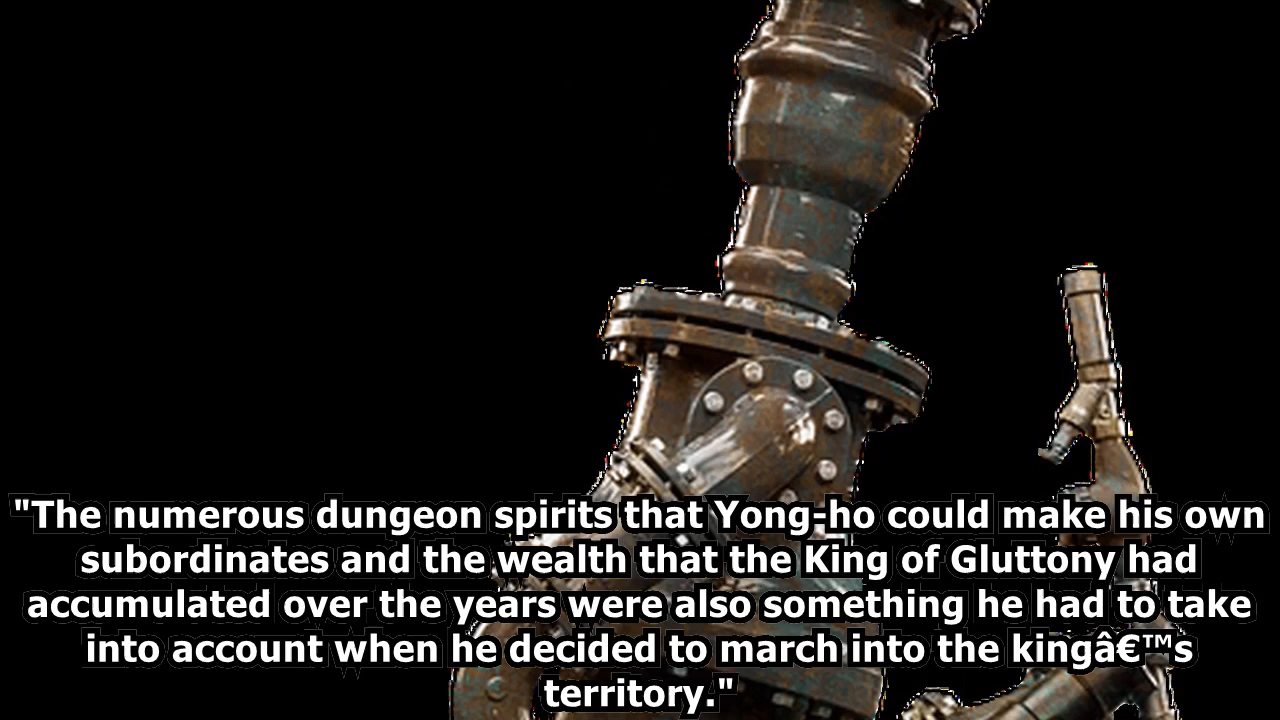 "The numerous dungeon spirits that Yong-ho could make his own
subordinates and the wealth that the King of Gluttony had
accumulated over the years were also something he had to take
into account when he decided to march into the kingâ€™s
territory."